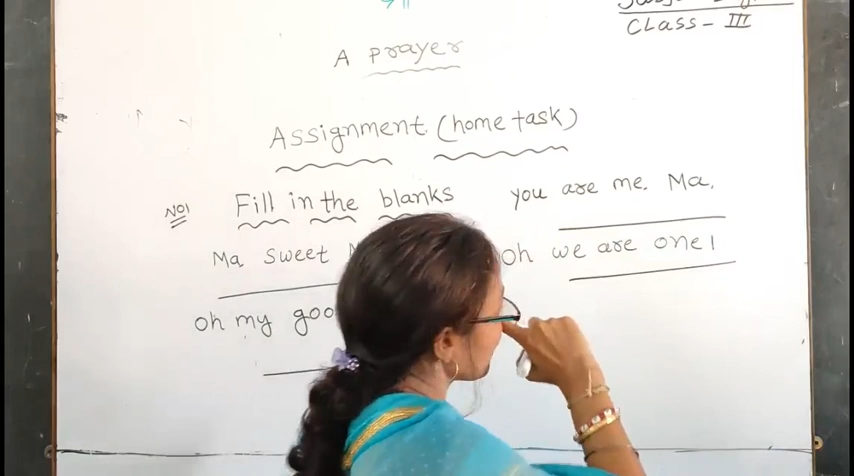 CLASS - III
A prayer
Assignment. (home task)
No1 Fill in the blanks
Ma sweet
oh my goo
you are me. Ma.
oh we are one!